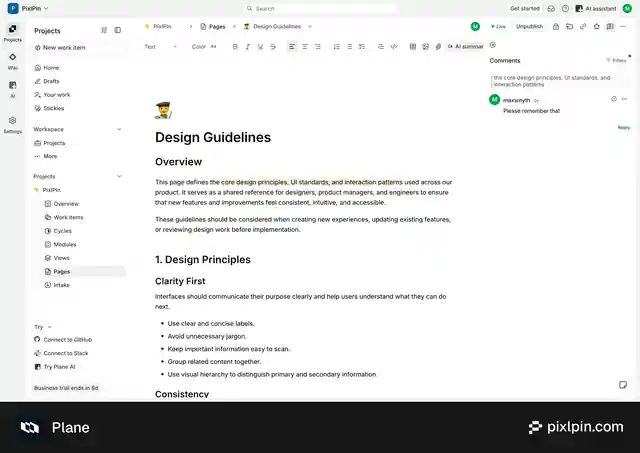 P PixlPin
Search
Get started
AI assistant
M
Projects
Wiki
AI
Settings
Projects
New work item
Home
Drafts
Your work
Stickies
Workspace
Projects
More
Projects
PixlPin
Overview
Work items
Cycles
Modules
Views
Pages
Intake
Try
Connect to GitHub
Connect to Slack
Try Plane AI
Business trial ends in 8d
PixlPin > Pages > Design Guidelines
M Live Unpublish
Text Color Aa B I U S AI summar
Design Guidelines
Overview
This page defines the core design principles, UI standards, and interaction patterns used across our
product. It serves as a shared reference for designers, product managers, and engineers to ensure
that new features and improvements feel consistent, intuitive, and accessible.
These guidelines should be considered when creating new experiences, updating existing features,
or reviewing design work before implementation.
1. Design Principles
Clarity First
Interfaces should communicate their purpose clearly and help users understand what they can do
next.
• Use clear and concise labels.
• Avoid unnecessary jargon.
• Keep important information easy to scan.
• Group related content together.
• Use visual hierarchy to distinguish primary and secondary information.
Consistency
Comments
Filters
the core design principles, UI standards, and
interaction patterns
M maxsmyth
Please remember that
Reply
Plane
pixlpin.com